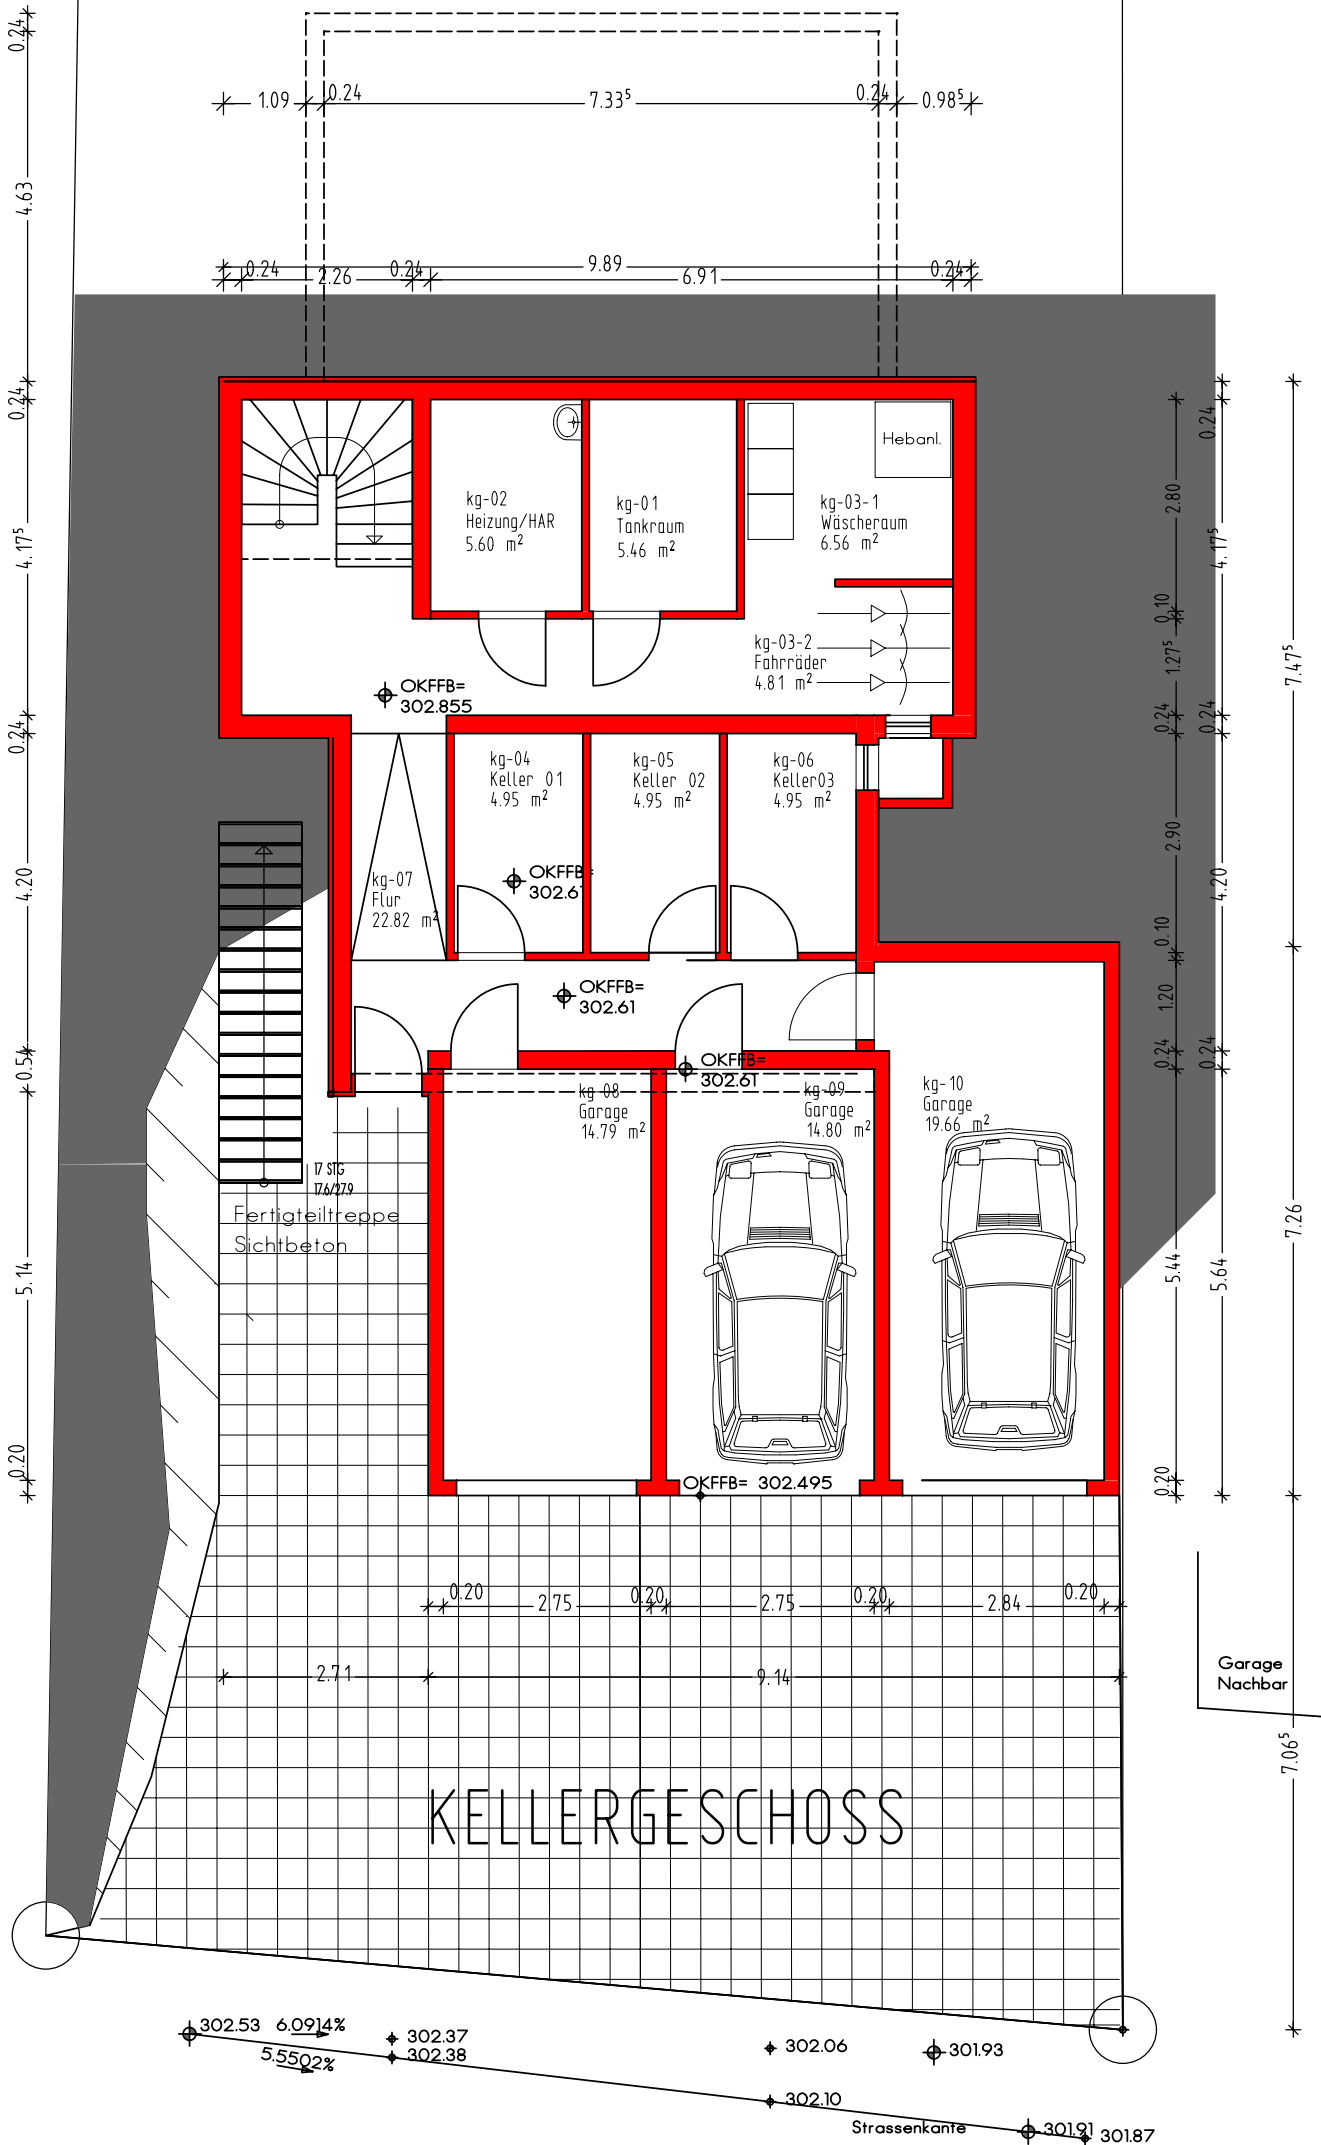 0.24
1.09
0.24
7.33⁵
0.24
0.98⁵
4.63
9.89
0.24
2.26
0.24
6.91
0.24
0.24
4.17⁵
0.24
4.20
0.54
5.14
0.20
Hebanl.
kg-02
Heizung/HAR
5.60 m²
kg-01
Tankraum
5.46 m²
kg-03-1
Wäscheraum
6.56 m²
kg-03-2
Fahrräder
4.81 m²
OKFFB=
302.855
kg-04
Keller 01
4.95 m²
kg-05
Keller 02
4.95 m²
kg-06
Keller03
4.95 m²
OKFFB=
302.61
kg-07
Flur
22.82 m²
OKFFB=
302.61
OKFFB=
302.61
kg-08
Garage
14.79 m²
kg-09
Garage
14.80 m²
kg-10
Garage
19.66 m²
17 STG
17.6/27.9
Fertigteiltreppe
Sichtbeton
OKFFB= 302.495
2.80
0.10
1.27⁵
0.24
2.90
0.10
1.20
0.24
5.44
0.20
0.24
4.17⁵
0.24
4.20
0.24
5.64
7.47⁵
7.26
7.06⁵
0.20
2.75
0.20
2.75
0.20
2.84
0.20
2.71
9.14
Garage
Nachbar
KELLERGESCHOSS
302.53 6.0914%
5.5502%
302.37
302.38
302.06
301.93
302.10
Strassenkante
301.91
301.87